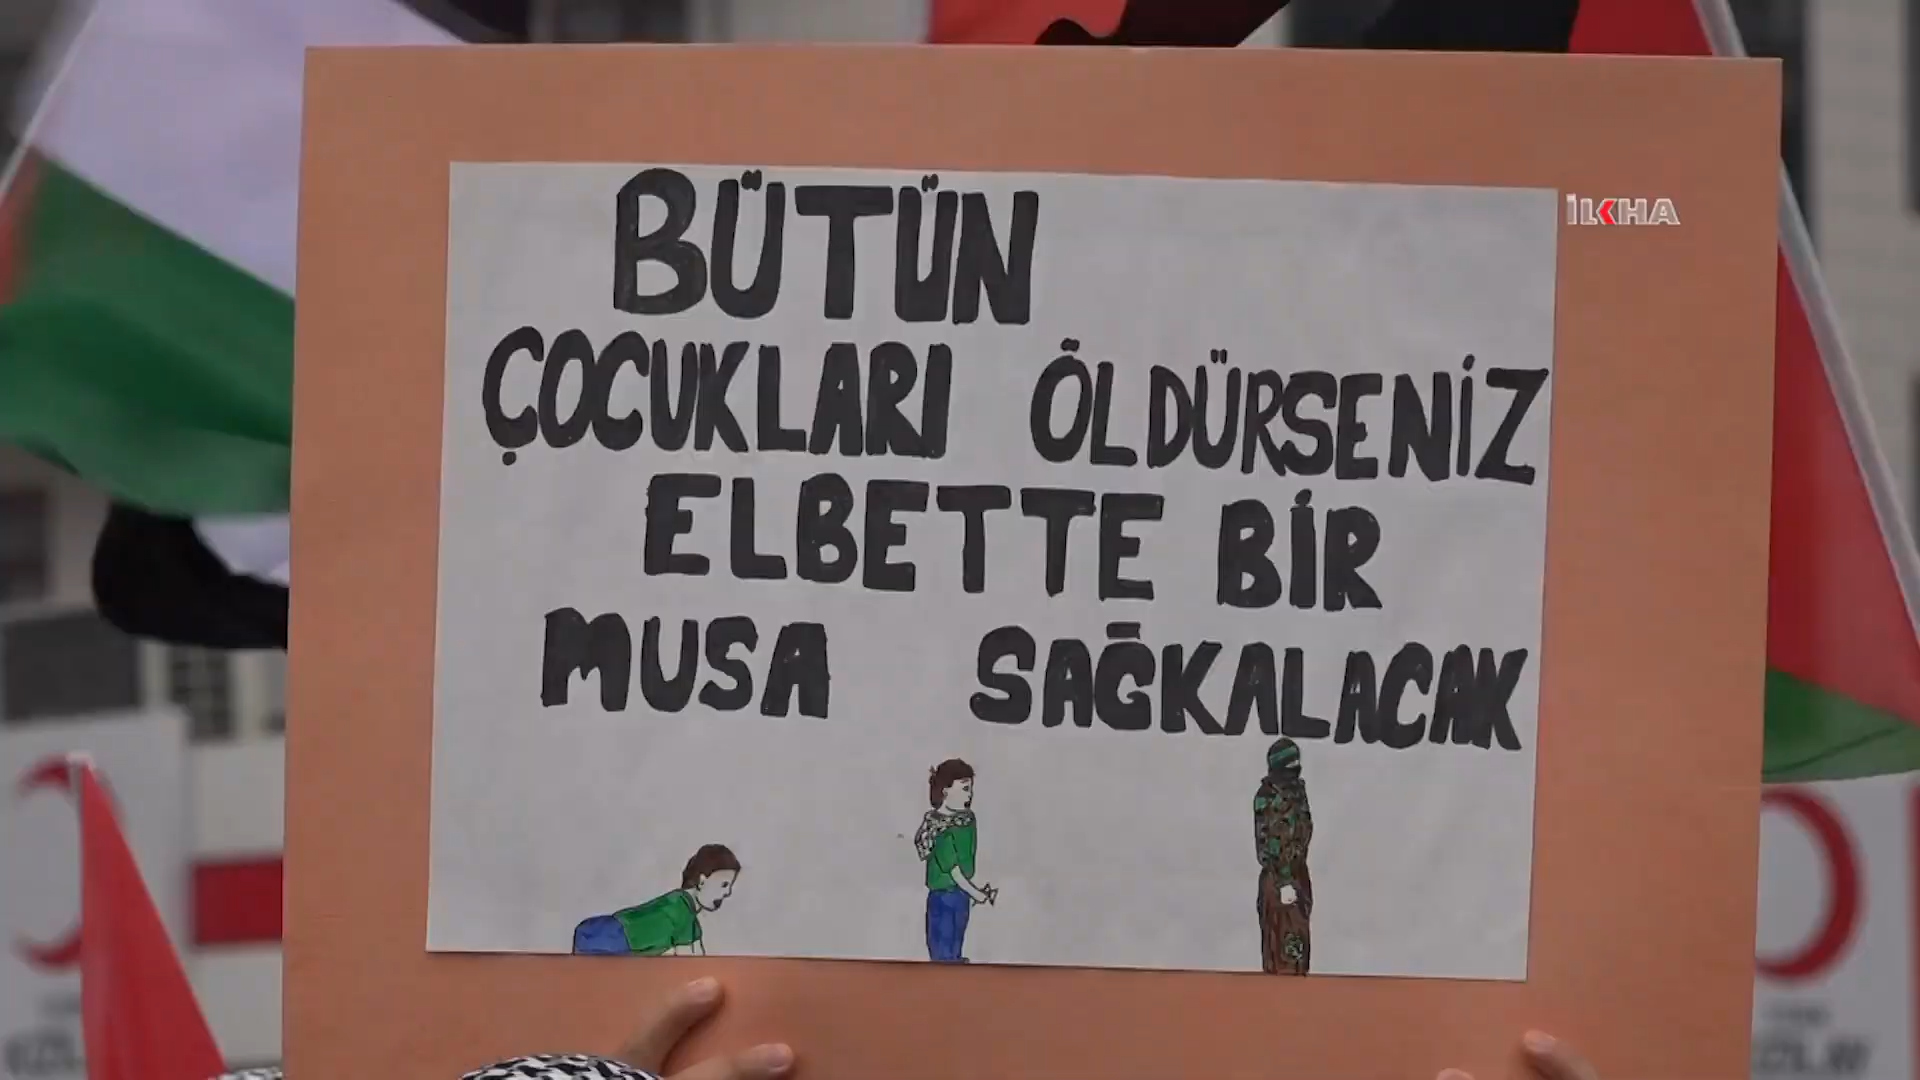 BÜTÜN
ÇOCUKLARI ÖLDÜRSENİZ
ELBETTE BİR
MUSA SAĞKALACAK
İLKHA